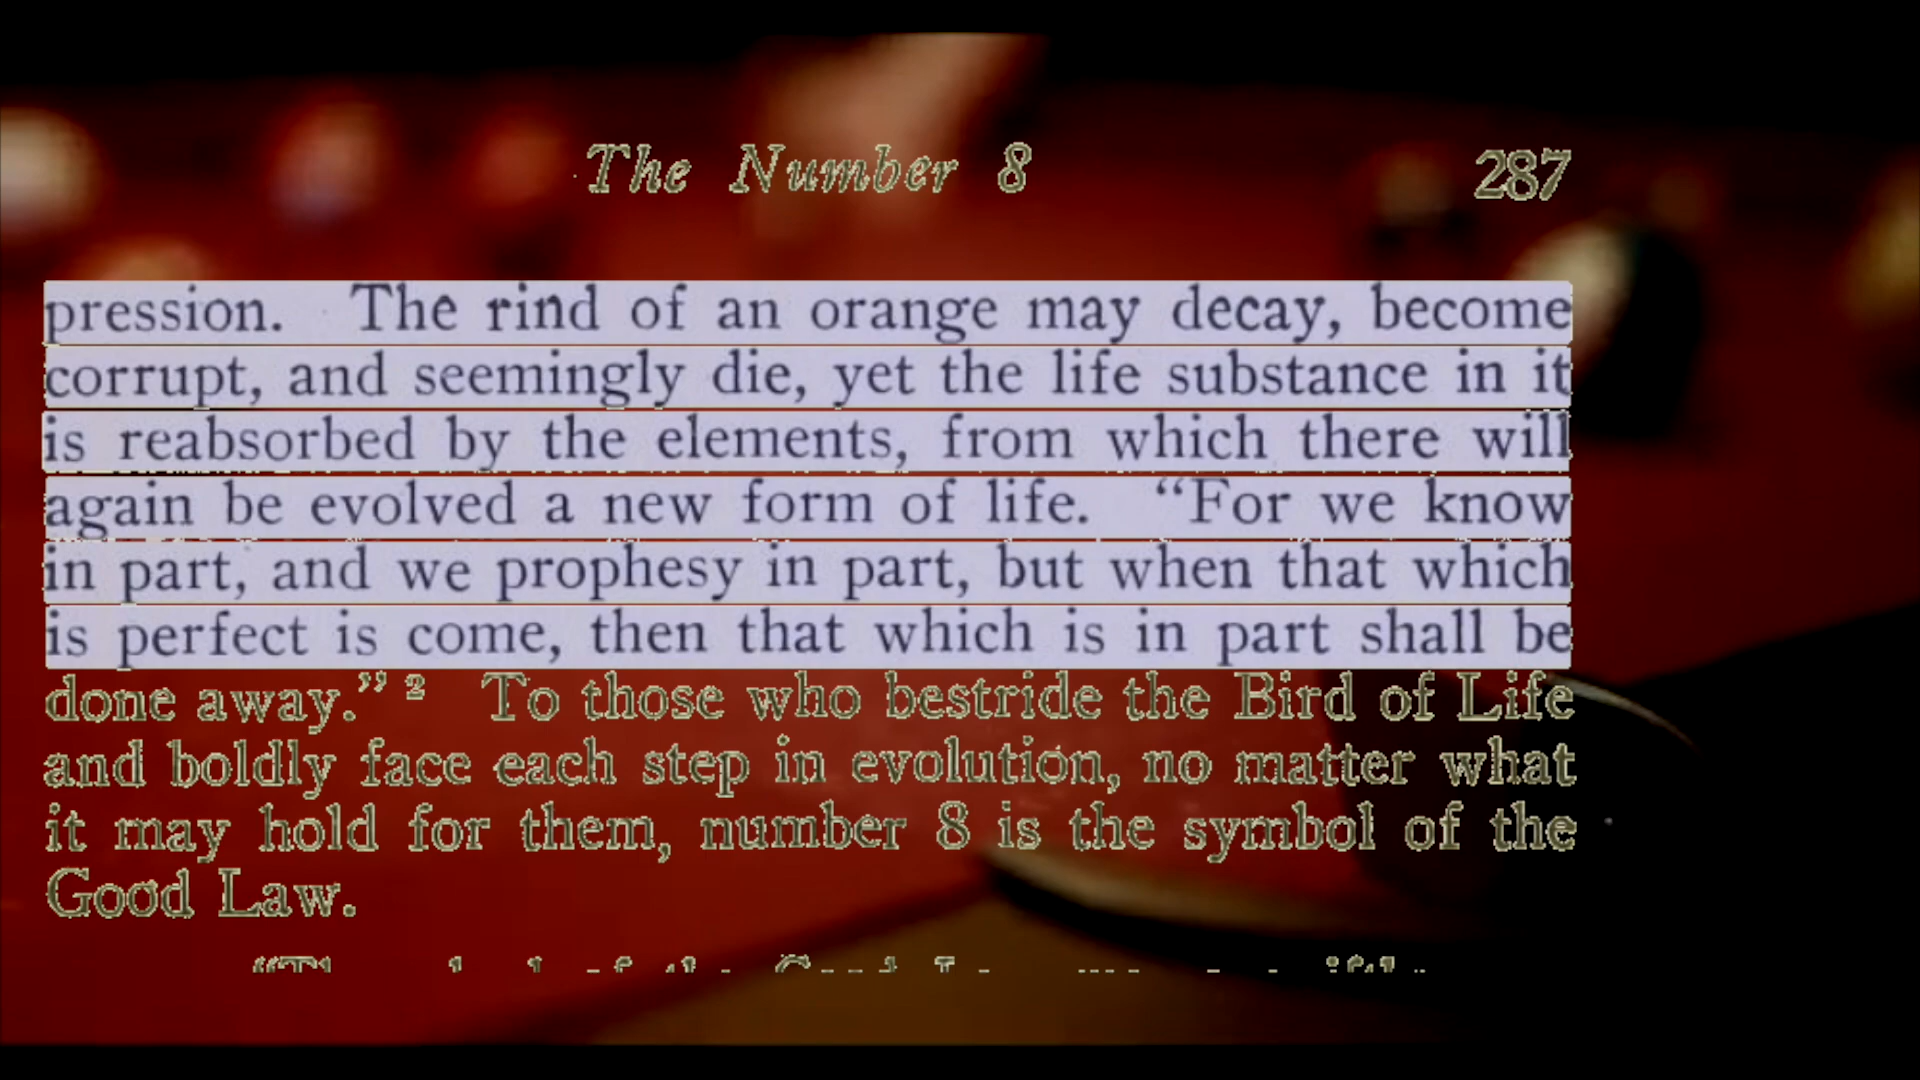 The Number 8 287
pression. The rind of an orange may decay, become
corrupt, and seemingly die, yet the life substance in it
is reabsorbed by the elements, from which there will
again be evolved a new form of life. “For we know
in part, and we prophesy in part, but when that which
is perfect is come, then that which is in part shall be
done away.” ² To those who bestride the Bird of Life
and boldly face each step in evolution, no matter what
it may hold for them, number 8 is the symbol of the
Good Law.